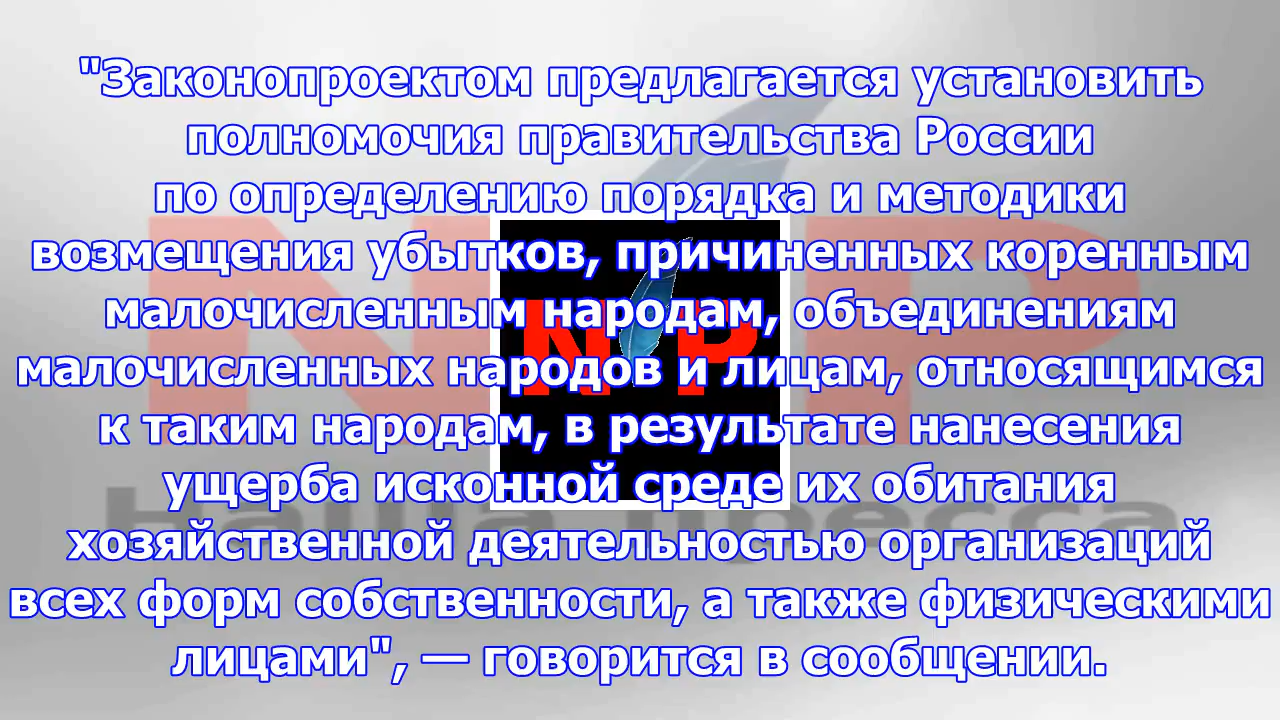 "Законопроектом предлагается установить
полномочия правительства России
по определению порядка и методики
возмещения убытков, причиненных коренным
малочисленным народам, объединениям
малочисленных народов и лицам, относящимся
к таким народам, в результате нанесения
ущерба исконной среде их обитания
хозяйственной деятельностью организаций
всех форм собственности, а также физическими
лицами", — говорится в сообщении.
N P
N P
Наша пресса